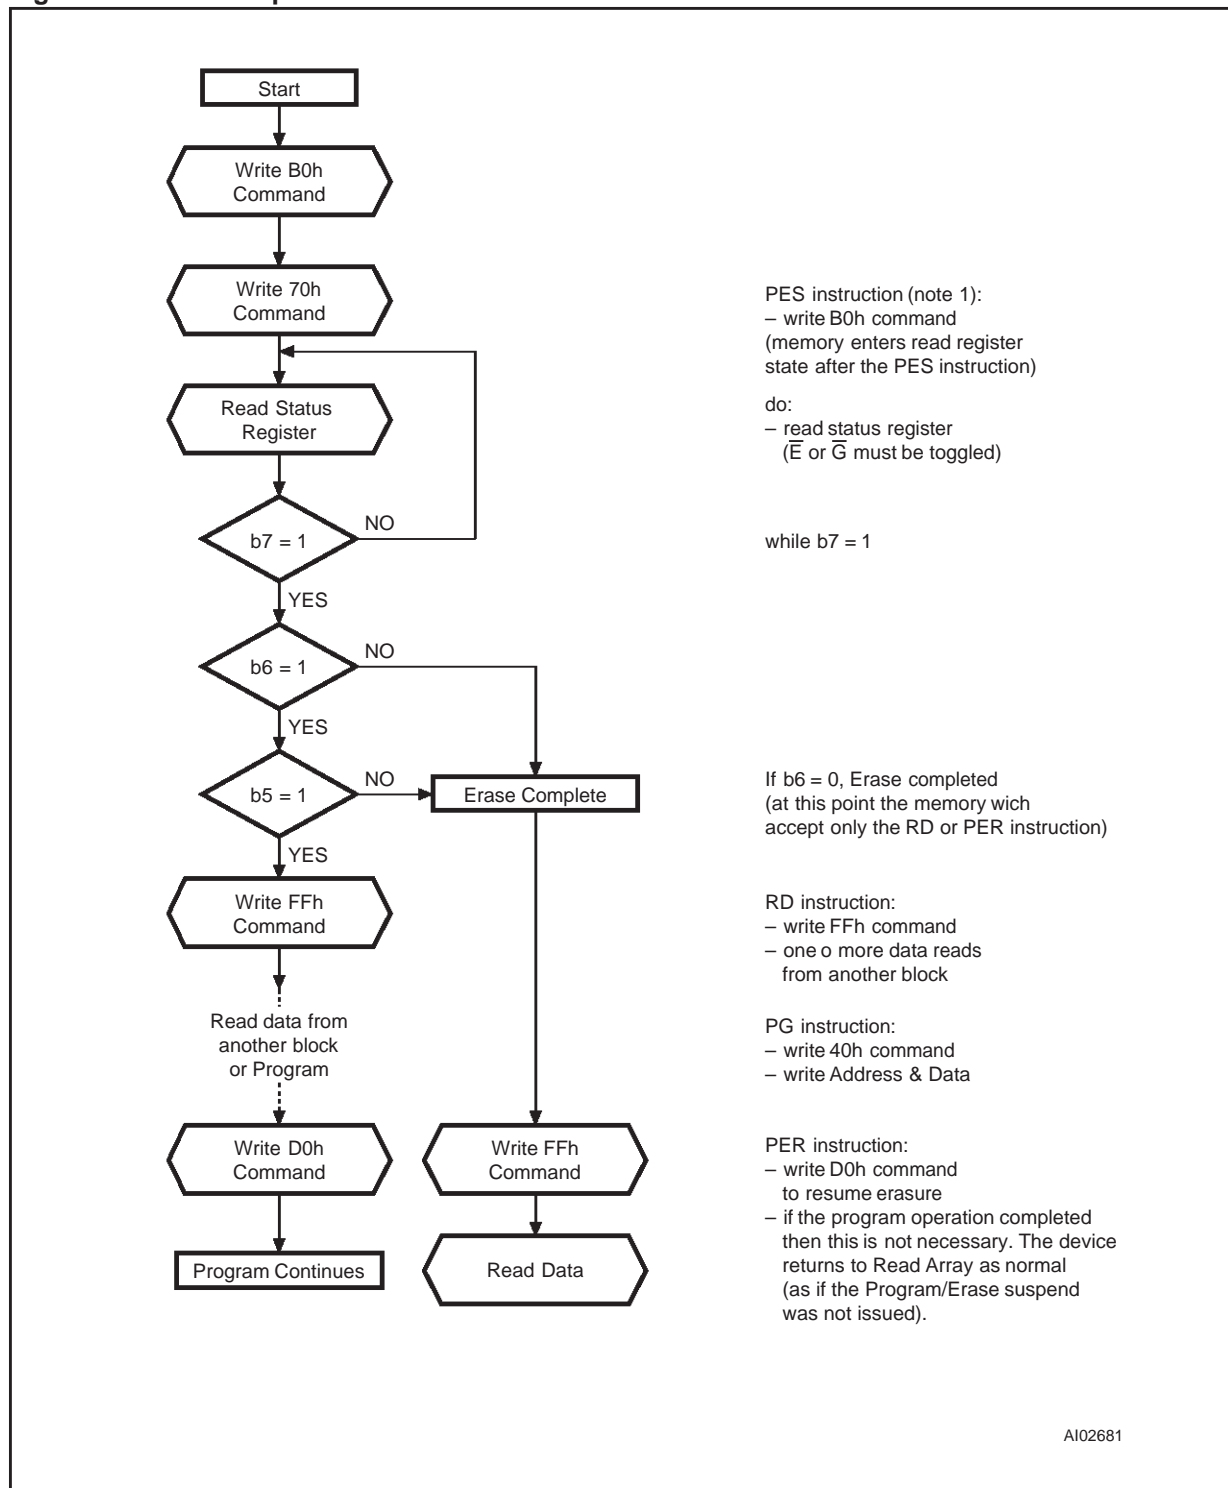 Start
Write B0h
Command
Write 70h
Command
Read Status
Register
b7 = 1
NO
YES
b6 = 1
NO
YES
b5 = 1
NO
YES
Erase Complete
Write FFh
Command
Read data from
another block
or Program
Write D0h
Command
Program Continues
Write FFh
Command
Read Data
PES instruction (note 1):
– write B0h command
(memory enters read register
state after the PES instruction)
do:
– read status register
(E̅ or G̅ must be toggled)
while b7 = 1
If b6 = 0, Erase completed
(at this point the memory wich
accept only the RD or PER instruction)
RD instruction:
– write FFh command
– one o more data reads
from another block
PG instruction:
– write 40h command
– write Address & Data
PER instruction:
– write D0h command
to resume erasure
– if the program operation completed
then this is not necessary. The device
returns to Read Array as normal
(as if the Program/Erase suspend
was not issued).
AI02681